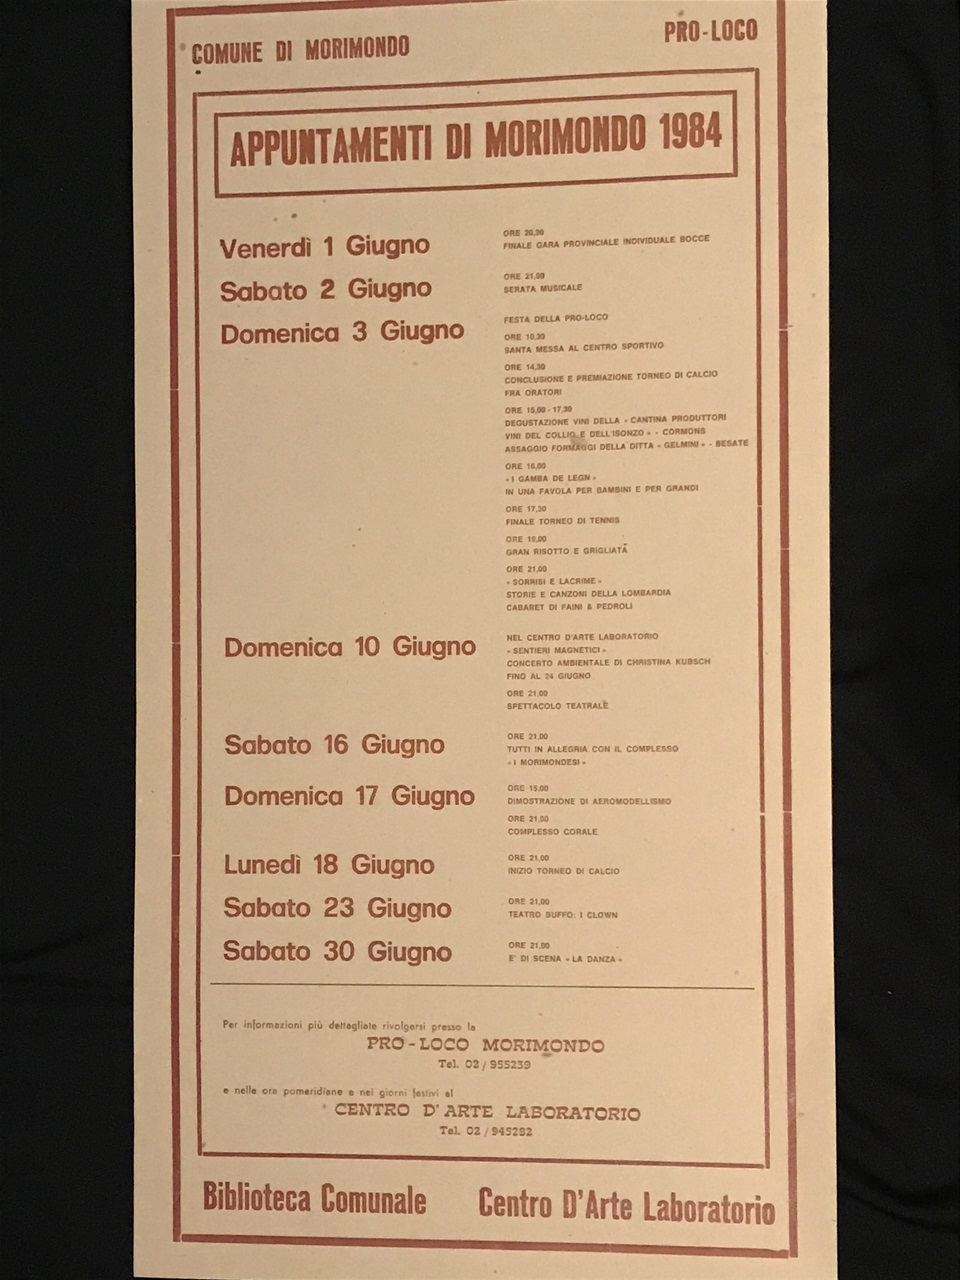 COMUNE DI MORIMONDO
PRO-LOCO
APPUNTAMENTI DI MORIMONDO 1984
Venerdì 1 Giugno
ORE 20,30
FINALE GARA PROVINCIALE INDIVIDUALE BOCCE
Sabato 2 Giugno
ORE 21,00
SERATA MUSICALE
Domenica 3 Giugno
FESTA DELLA PRO-LOCO
ORE 10,30
SANTA MESSA AL CENTRO SPORTIVO
ORE 14,30
CONCLUSIONE E PREMIAZIONE TORNEO DI CALCIO
FRA ORATORI
ORE 15,00 - 17,30
DEGUSTAZIONE VINI DELLA « CANTINA PRODUTTORI
VINI DEL COLLIO E DELL'ISONZO » - CORMONS
ASSAGGIO FORMAGGI DELLA DITTA « GELMINI » - BESATE
ORE 16,00
« I GAMBA DE LEGN »
IN UNA FAVOLA PER BAMBINI E PER GRANDI
ORE 17,30
FINALE TORNEO DI TENNIS
ORE 19,00
GRAN RISOTTO E GRIGLIATA
ORE 21,00
« SORRISI E LACRIME »
STORIE E CANZONI DELLA LOMBARDIA
CABARET DI FAINI & PEDROLI
Domenica 10 Giugno
NEL CENTRO D'ARTE LABORATORIO
« SENTIERI MAGNETICI »
CONCERTO AMBIENTALE DI CHRISTINA KUBSCH
FINO AL 24 GIUGNO
ORE 21,00
SPETTACOLO TEATRALE
Sabato 16 Giugno
ORE 21,00
TUTTI IN ALLEGRIA CON IL COMPLESSO
« I MORIMONDESI »
Domenica 17 Giugno
ORE 15,00
DIMOSTRAZIONE DI AEROMODELLISMO
ORE 21,00
COMPLESSO CORALE
Lunedì 18 Giugno
ORE 21,00
INIZIO TORNEO DI CALCIO
Sabato 23 Giugno
ORE 21,00
TEATRO BUFFO: I CLOWN
Sabato 30 Giugno
ORE 21,00
E' DI SCENA « LA DANZA »
Per informazioni più dettagliate rivolgersi presso la
PRO - LOCO MORIMONDO
Tel. 02 / 955239
e nelle ore pomeridiane e nei giorni festivi al
CENTRO D'ARTE LABORATORIO
Tel. 02 / 945292
Biblioteca Comunale
Centro D'Arte Laboratorio